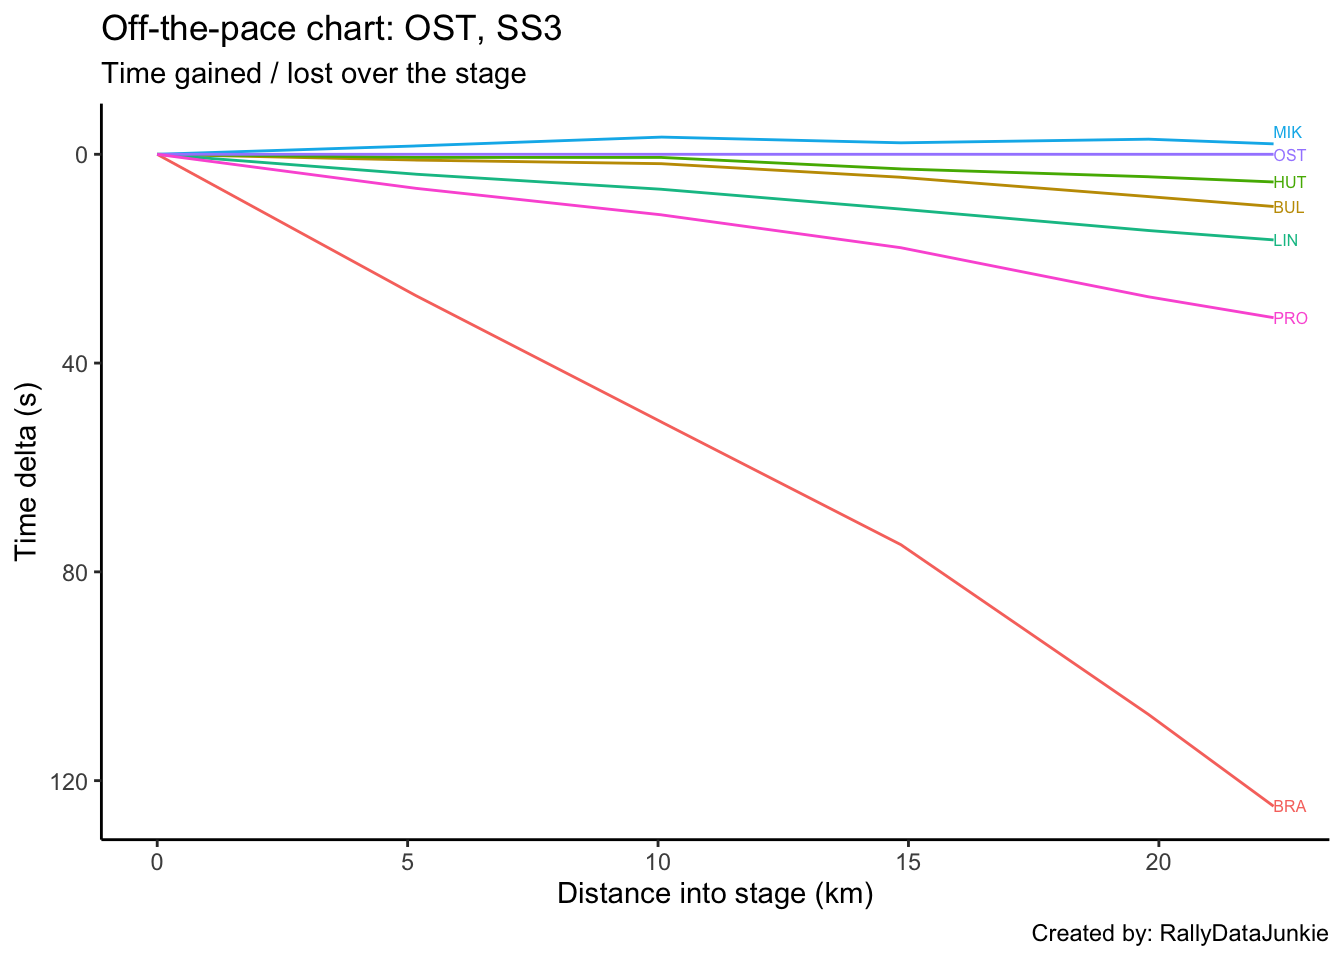 Off-the-pace chart: OST, SS3
Time gained / lost over the stage
MIK
0
OST
HUT
BUL
LIN
PRO
40
Time delta (s)
80
120
BRA
0 5 10 15 20
Distance into stage (km)
Created by: RallyDataJunkie